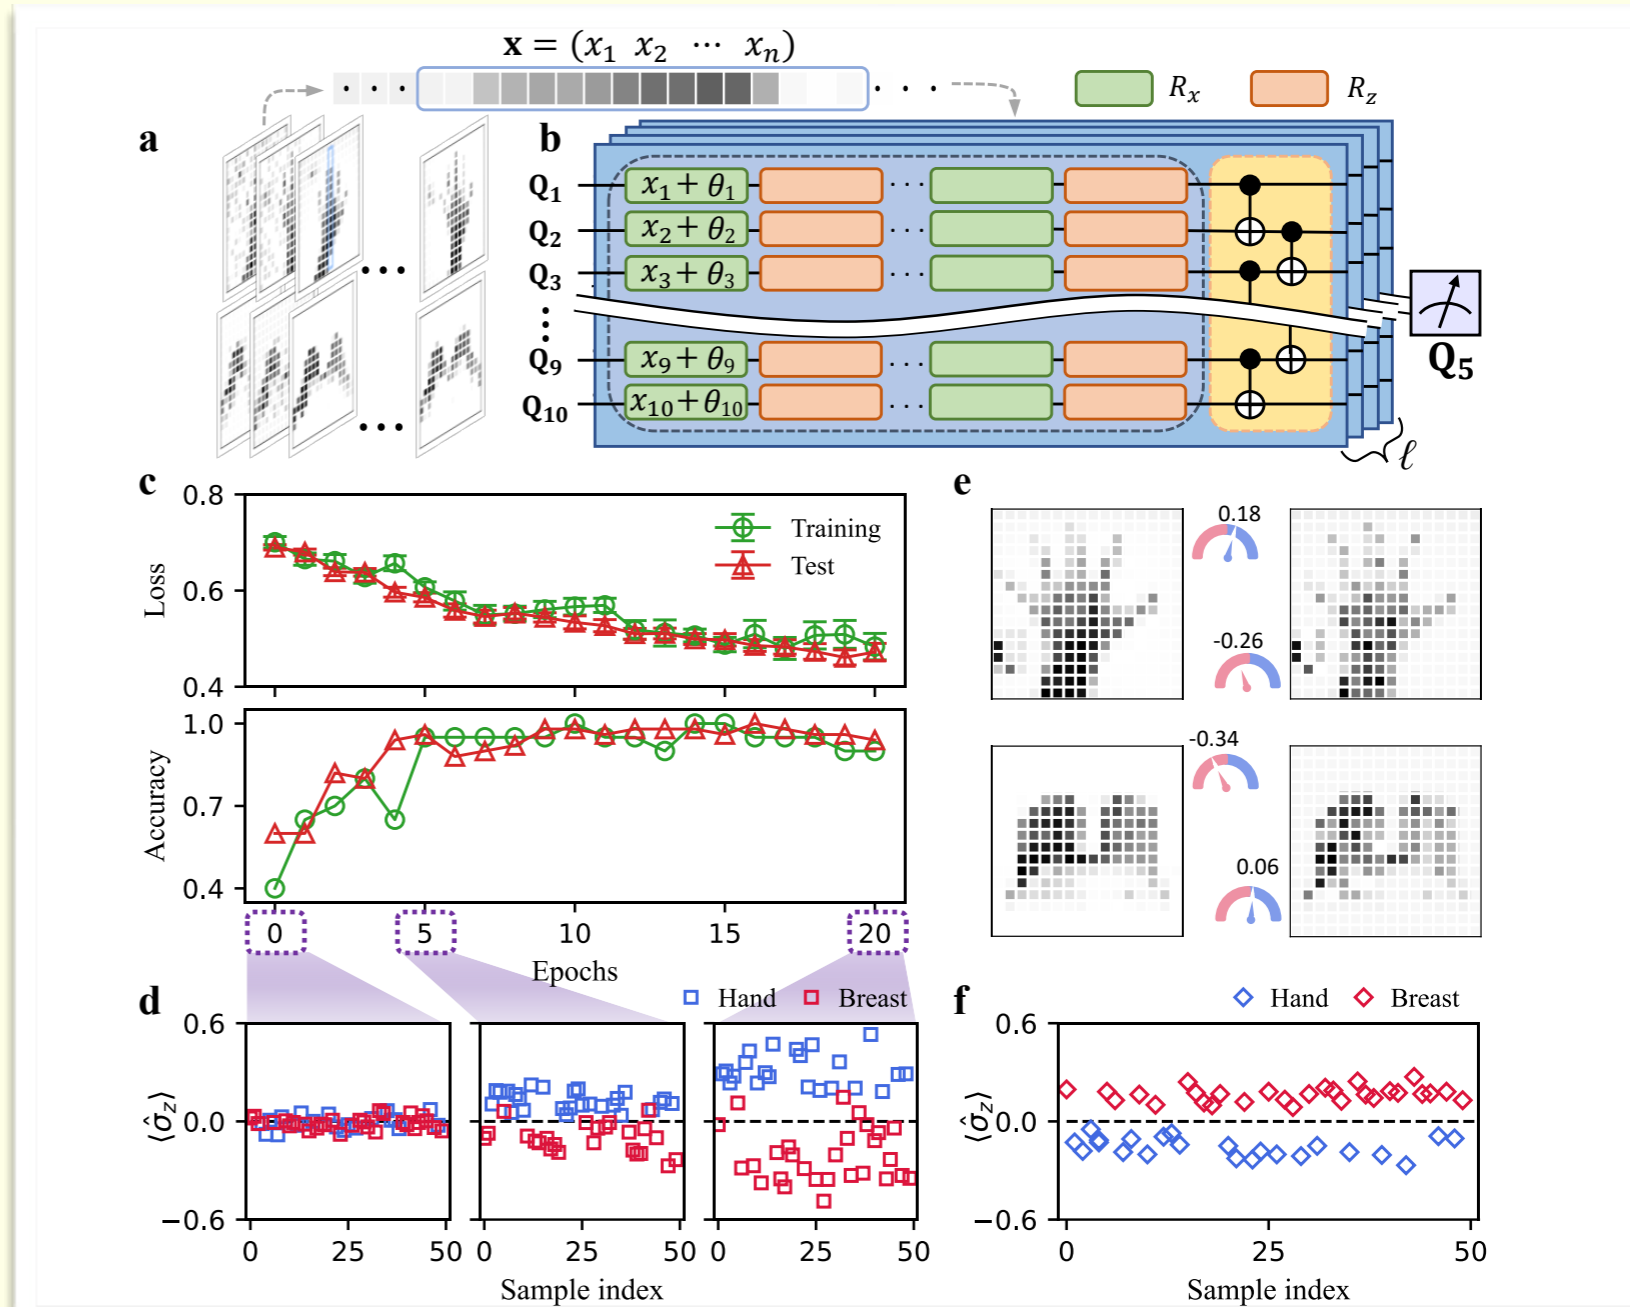 x = (x₁ x₂ ⋯ xₙ)
Rₓ
R_z
a
b
Q₁ x₁ + θ₁ ···
Q₂ x₂ + θ₂ ···
Q₃ x₃ + θ₃ ···
Q₉ x₉ + θ₉ ···
Q₁₀ x₁₀ + θ₁₀ ···
Q₅
ℓ
c
Loss
0.8
0.6
0.4
Training
Test
Accuracy
1.0
0.7
0.4
0 5 10 15 20
Epochs
e
0.18
-0.26
-0.34
0.06
d
Hand Breast
⟨σ̂_z⟩
0.6
0.0
−0.6
0 25 50
0 25 50
0 25 50
Sample index
f
Hand Breast
⟨σ̂_z⟩
0.6
0.0
−0.6
0 25 50
Sample index